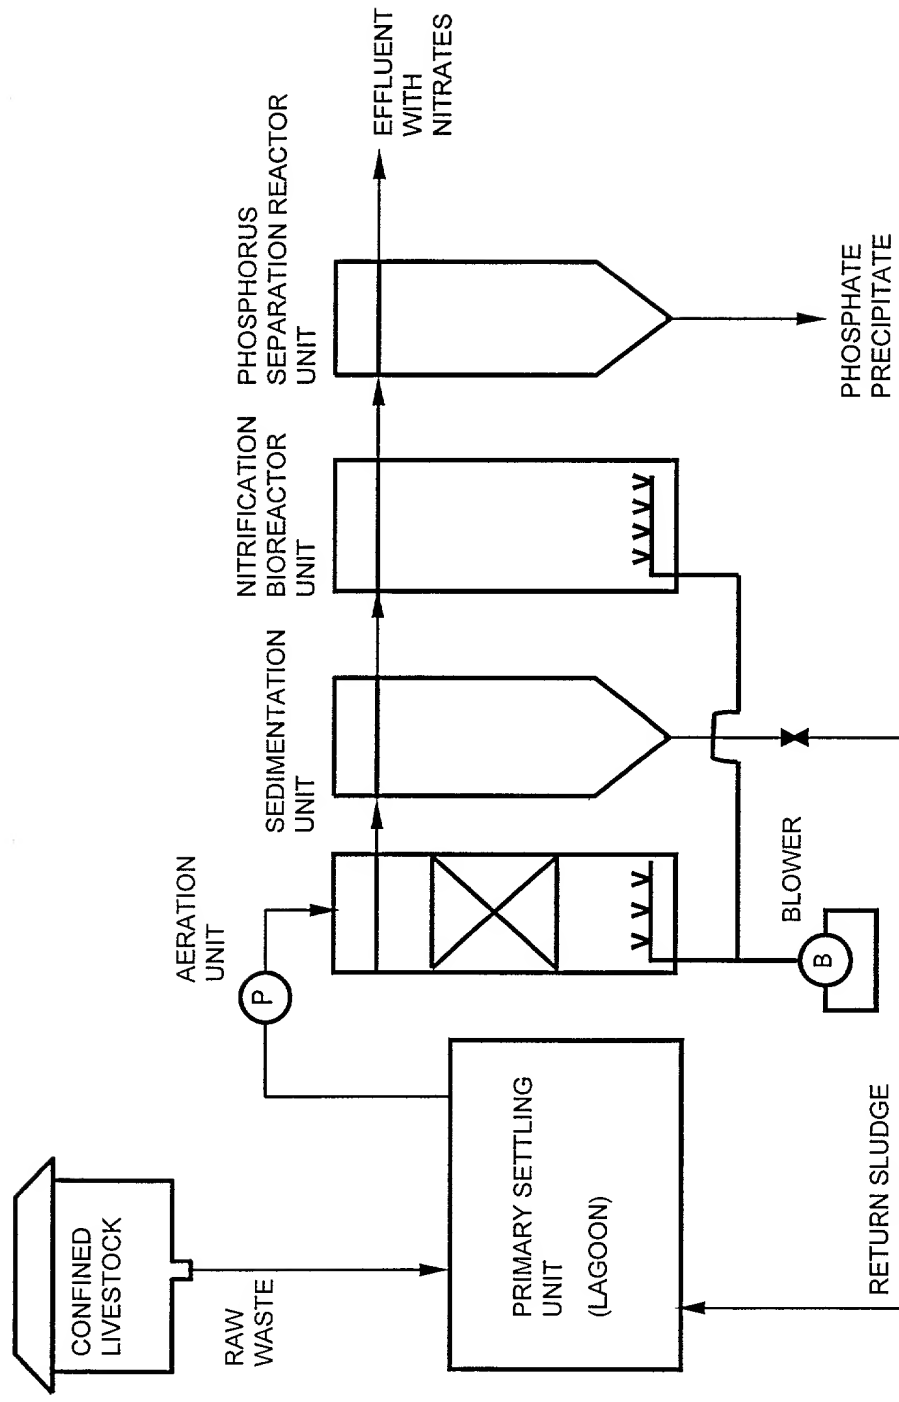 CONFINED
LIVESTOCK
RAW
WASTE
PRIMARY SETTLING
UNIT
(LAGOON)
RETURN SLUDGE
P
AERATION
UNIT
B
BLOWER
SEDIMENTATION
UNIT
NITRIFICATION
BIOREACTOR
UNIT
PHOSPHORUS
SEPARATION REACTOR
UNIT
PHOSPHATE
PRECIPITATE
EFFLUENT
WITH
NITRATES